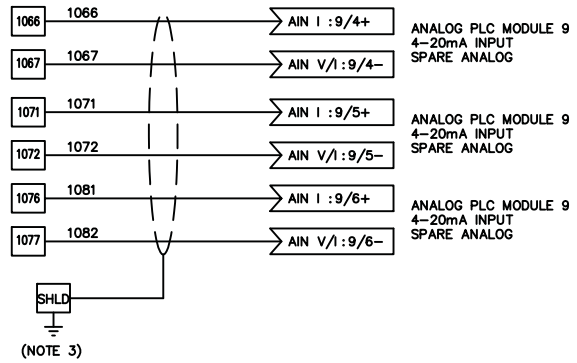 1066 1066 AIN I :9/4+ ANALOG PLC MODULE 9
4-20mA INPUT
1067 1067 AIN V/I:9/4- SPARE ANALOG
1071 1071 AIN I :9/5+ ANALOG PLC MODULE 9
4-20mA INPUT
1072 1072 AIN V/I:9/5- SPARE ANALOG
1076 1081 AIN I :9/6+ ANALOG PLC MODULE 9
4-20mA INPUT
1077 1082 AIN V/I:9/6- SPARE ANALOG
SHLD
(NOTE 3)